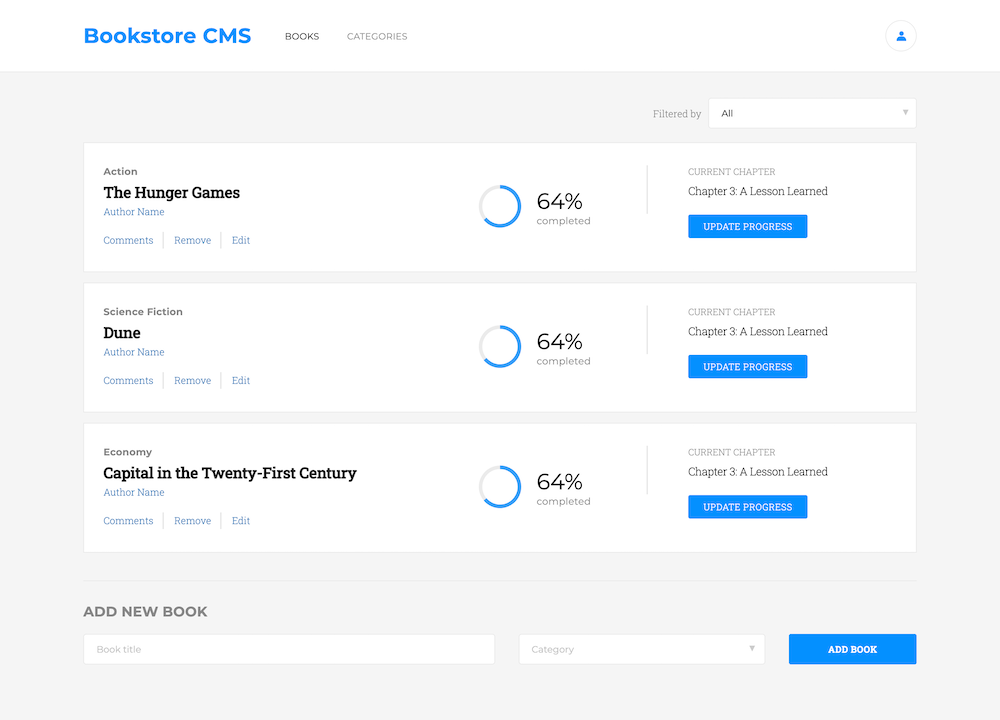 Bookstore CMS
BOOKS
CATEGORIES
Filtered by
All
Action
The Hunger Games
Author Name
Comments
Remove
Edit
64%
completed
CURRENT CHAPTER
Chapter 3: A Lesson Learned
UPDATE PROGRESS
Science Fiction
Dune
Author Name
Comments
Remove
Edit
64%
completed
CURRENT CHAPTER
Chapter 3: A Lesson Learned
UPDATE PROGRESS
Economy
Capital in the Twenty-First Century
Author Name
Comments
Remove
Edit
64%
completed
CURRENT CHAPTER
Chapter 3: A Lesson Learned
UPDATE PROGRESS
ADD NEW BOOK
Book title
Category
ADD BOOK